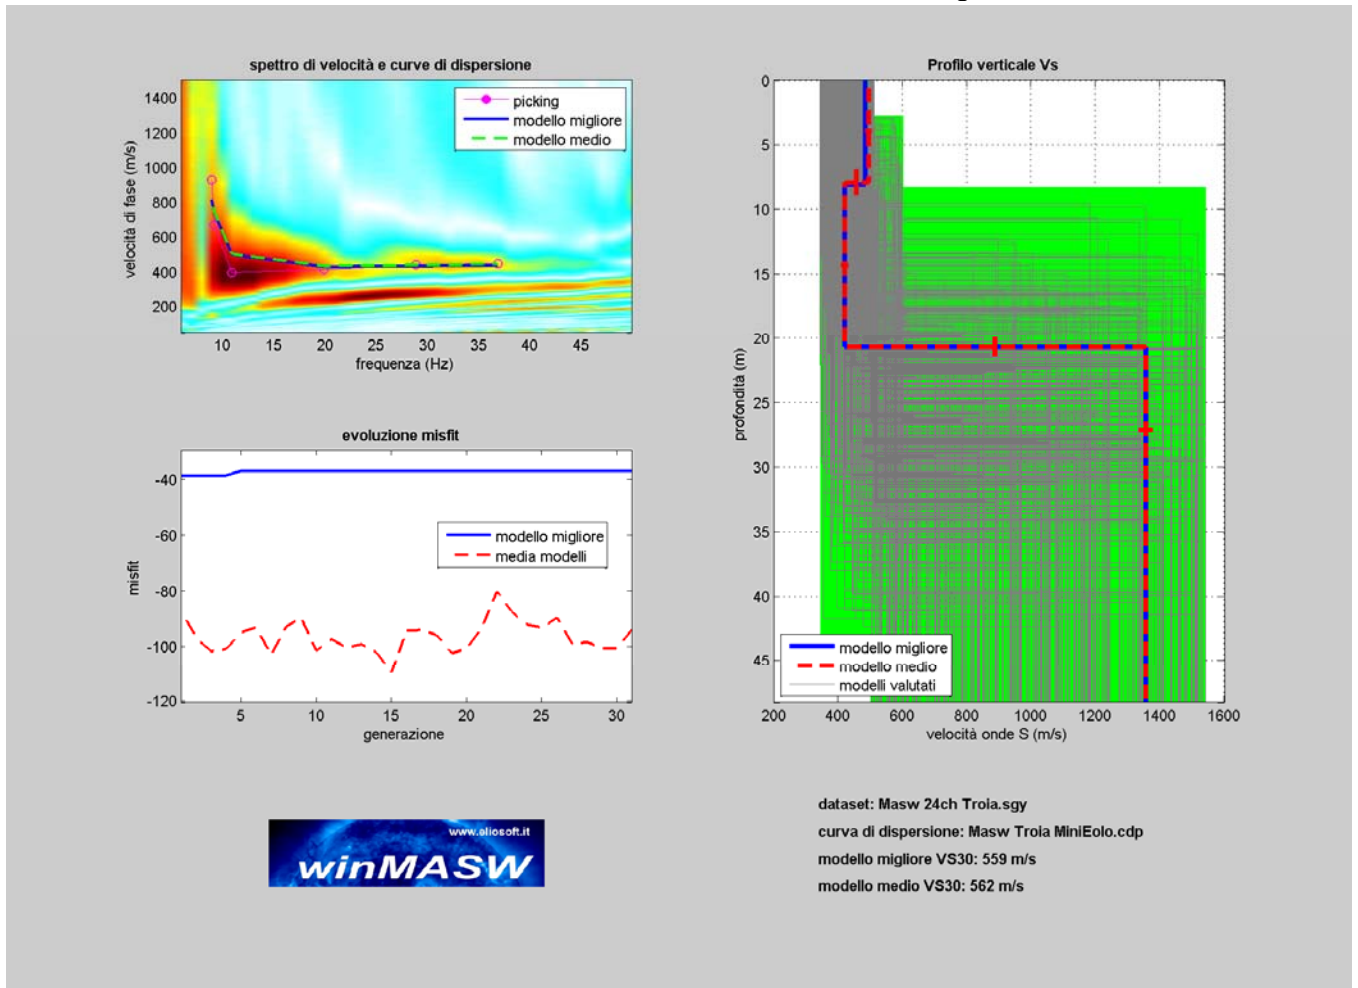 spettro di velocità e curve di dispersione
1400
1200
1000
800
600
400
200
velocità di fase (m/s)
picking
modello migliore
modello medio
10 15 20 25 30 35 40 45
frequenza (Hz)
evoluzione misfit
-40
-60
-80
-100
-120
misfit
modello migliore
media modelli
5 10 15 20 25 30
generazione
www.eliosoft.it
winMASW
Profilo verticale Vs
0
5
10
15
20
25
30
35
40
45
profondità (m)
modello migliore
modello medio
modelli valutati
200 400 600 800 1000 1200 1400 1600
velocità onde S (m/s)
dataset: Masw 24ch Troia.sgy
curva di dispersione: Masw Troia MiniEolo.cdp
modello migliore VS30: 559 m/s
modello medio VS30: 562 m/s